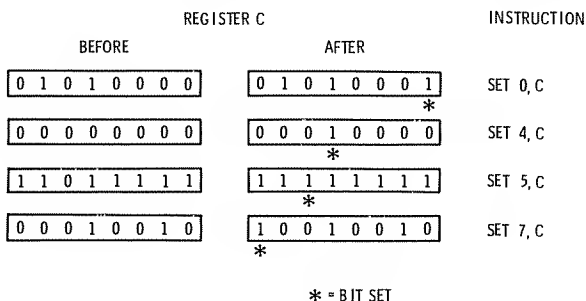 REGISTER C INSTRUCTION
BEFORE AFTER
0 1 0 1 0 0 0 0 0 1 0 1 0 0 0 1 SET 0, C
*
0 0 0 0 0 0 0 0 0 0 0 1 0 0 0 0 SET 4, C
*
1 1 0 1 1 1 1 1 1 1 1 1 1 1 1 1 SET 5, C
*
0 0 0 1 0 0 1 0 1 0 0 1 0 0 1 0 SET 7, C
*
* = BIT SET